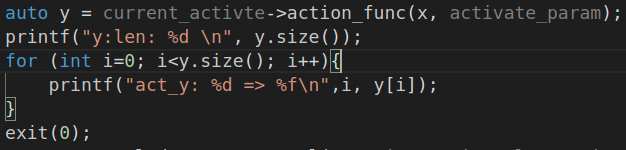 auto y = current_activte->action_func(x, activate_param);
printf("y:len: %d \n", y.size());
for (int i=0; i<y.size(); i++){
    printf("act_y: %d => %f\n",i, y[i]);
}
exit(0);